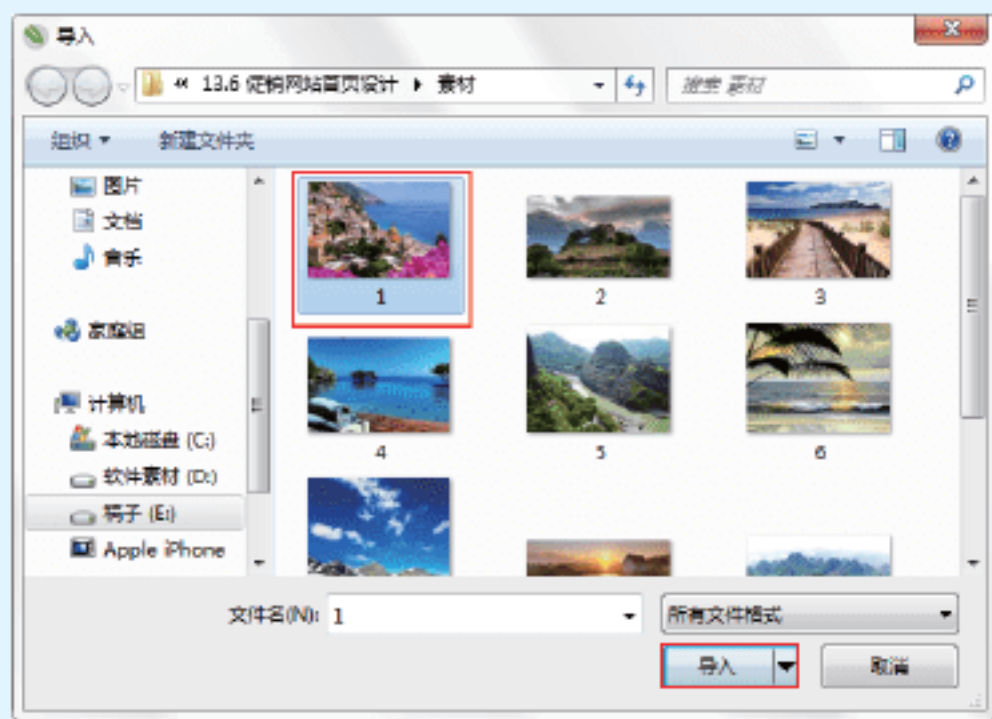 导入
« 13.6 促销网站首页设计 ▸ 素材
搜索 素材
组织
新建文件夹
图片
文档
音乐
家庭组
计算机
本地磁盘 (C:)
软件素材 (D:)
稿子 (E:)
Apple iPhone
1
2
3
4
5
6
文件名(N): 1
所有文件格式
导入
取消